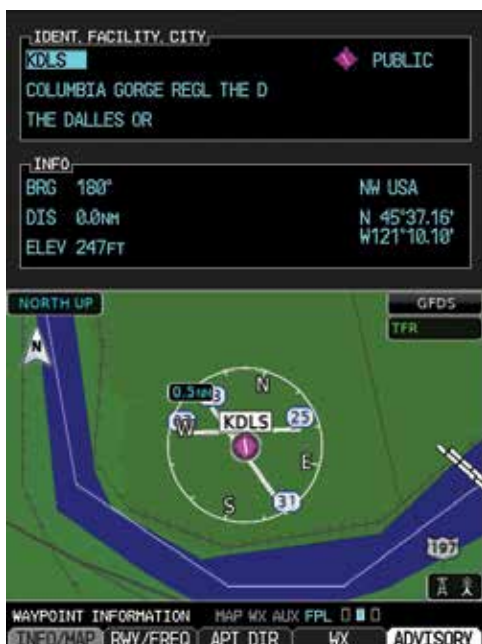 IDENT, FACILITY, CITY
KDLS PUBLIC
COLUMBIA GORGE REGL THE D
THE DALLES OR
INFO
BRG 180° NW USA
DIS 0.0NM N 45°37.16'
W121°10.10'
ELEV 247FT
NORTH UP GFDS
TFR
N
0.5NM N
W KDLS 25
E
S 31
197
WAYPOINT INFORMATION MAP WX AUX FPL
INFO/MAP RWY/FREQ APT DIR WX ADVISORY